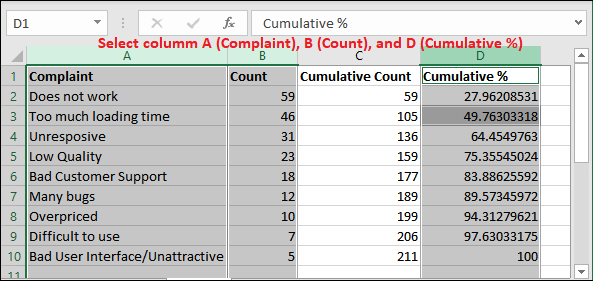 D1 fx Cumulative %
Select columm A (Complaint), B (Count), and D (Cumulative %)
A B C D
1 Complaint Count Cumulative Count Cumulative %
2 Does not work 59 59 27.96208531
3 Too much loading time 46 105 49.76303318
4 Unresposive 31 136 64.4549763
5 Low Quality 23 159 75.35545024
6 Bad Customer Support 18 177 83.88625592
7 Many bugs 12 189 89.57345972
8 Overpriced 10 199 94.31279621
9 Difficult to use 7 206 97.63033175
10 Bad User Interface/Unattractive 5 211 100
11